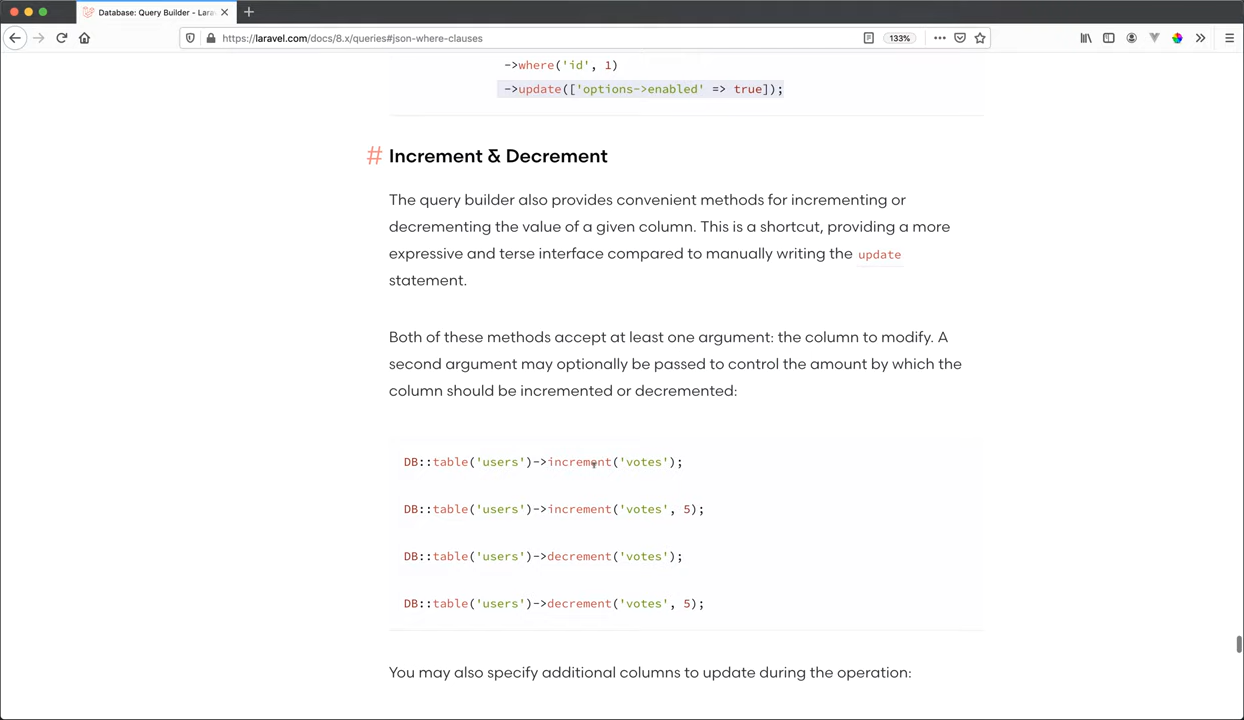 Database: Query Builder - Lara
https://laravel.com/docs/8.x/queries#json-where-clauses
133%
->where('id', 1)
->update(['options->enabled' => true]);
# Increment & Decrement
The query builder also provides convenient methods for incrementing or
decrementing the value of a given column. This is a shortcut, providing a more
expressive and terse interface compared to manually writing the update
statement.
Both of these methods accept at least one argument: the column to modify. A
second argument may optionally be passed to control the amount by which the
column should be incremented or decremented:
DB::table('users')->increment('votes');
DB::table('users')->increment('votes', 5);
DB::table('users')->decrement('votes');
DB::table('users')->decrement('votes', 5);
You may also specify additional columns to update during the operation: